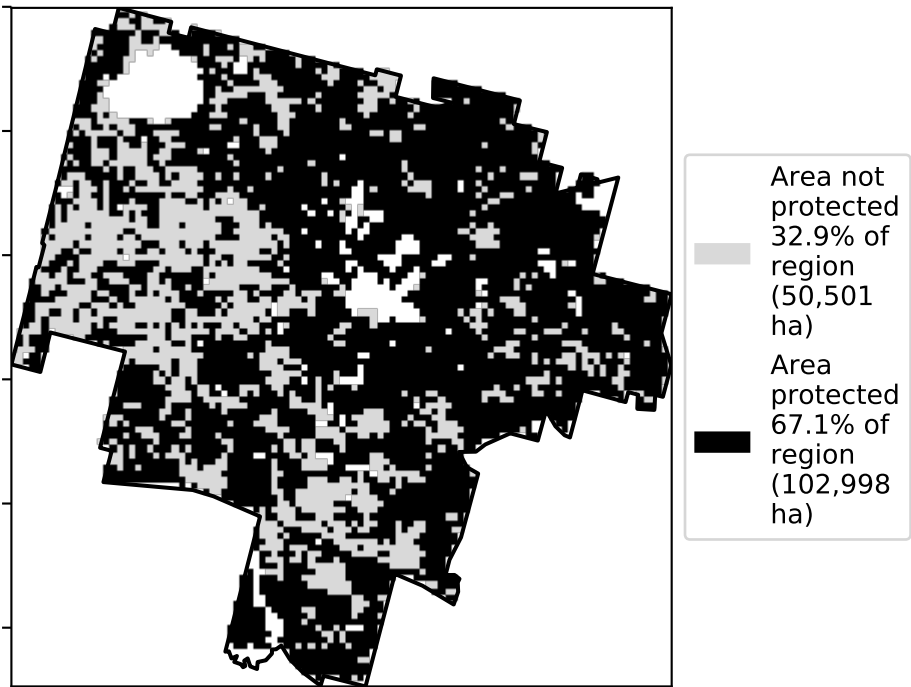 Area not
protected
32.9% of
region
(50,501
ha)
Area
protected
67.1% of
region
(102,998
ha)